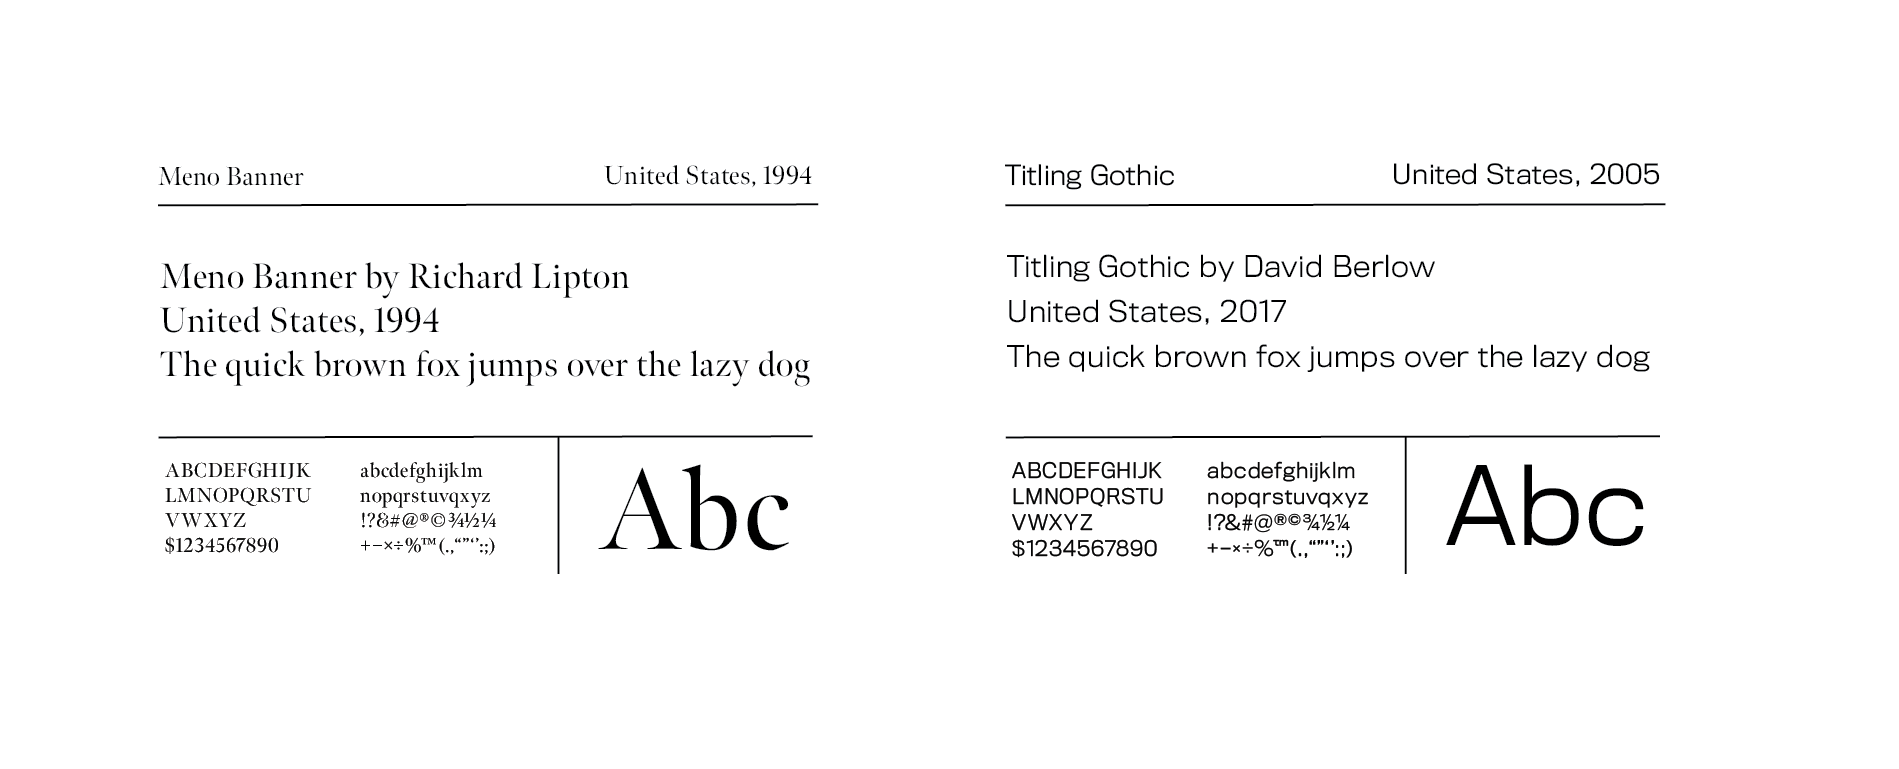 Meno Banner
United States, 1994
Meno Banner by Richard Lipton
United States, 1994
The quick brown fox jumps over the lazy dog
ABCDEFGHIJK
LMNOPQRSTU
VWXYZ
$1234567890
abcdefghijklm
nopqrstuvqxyz
!?&#@®©¾½¼
+−×÷%™(.,“”‘’:;)
Abc
Titling Gothic
United States, 2005
Titling Gothic by David Berlow
United States, 2017
The quick brown fox jumps over the lazy dog
ABCDEFGHIJK
LMNOPQRSTU
VWXYZ
$1234567890
abcdefghijklm
nopqrstuvqxyz
!?&#@®©¾½¼
+−×÷%™(.,“”‘’:;)
Abc